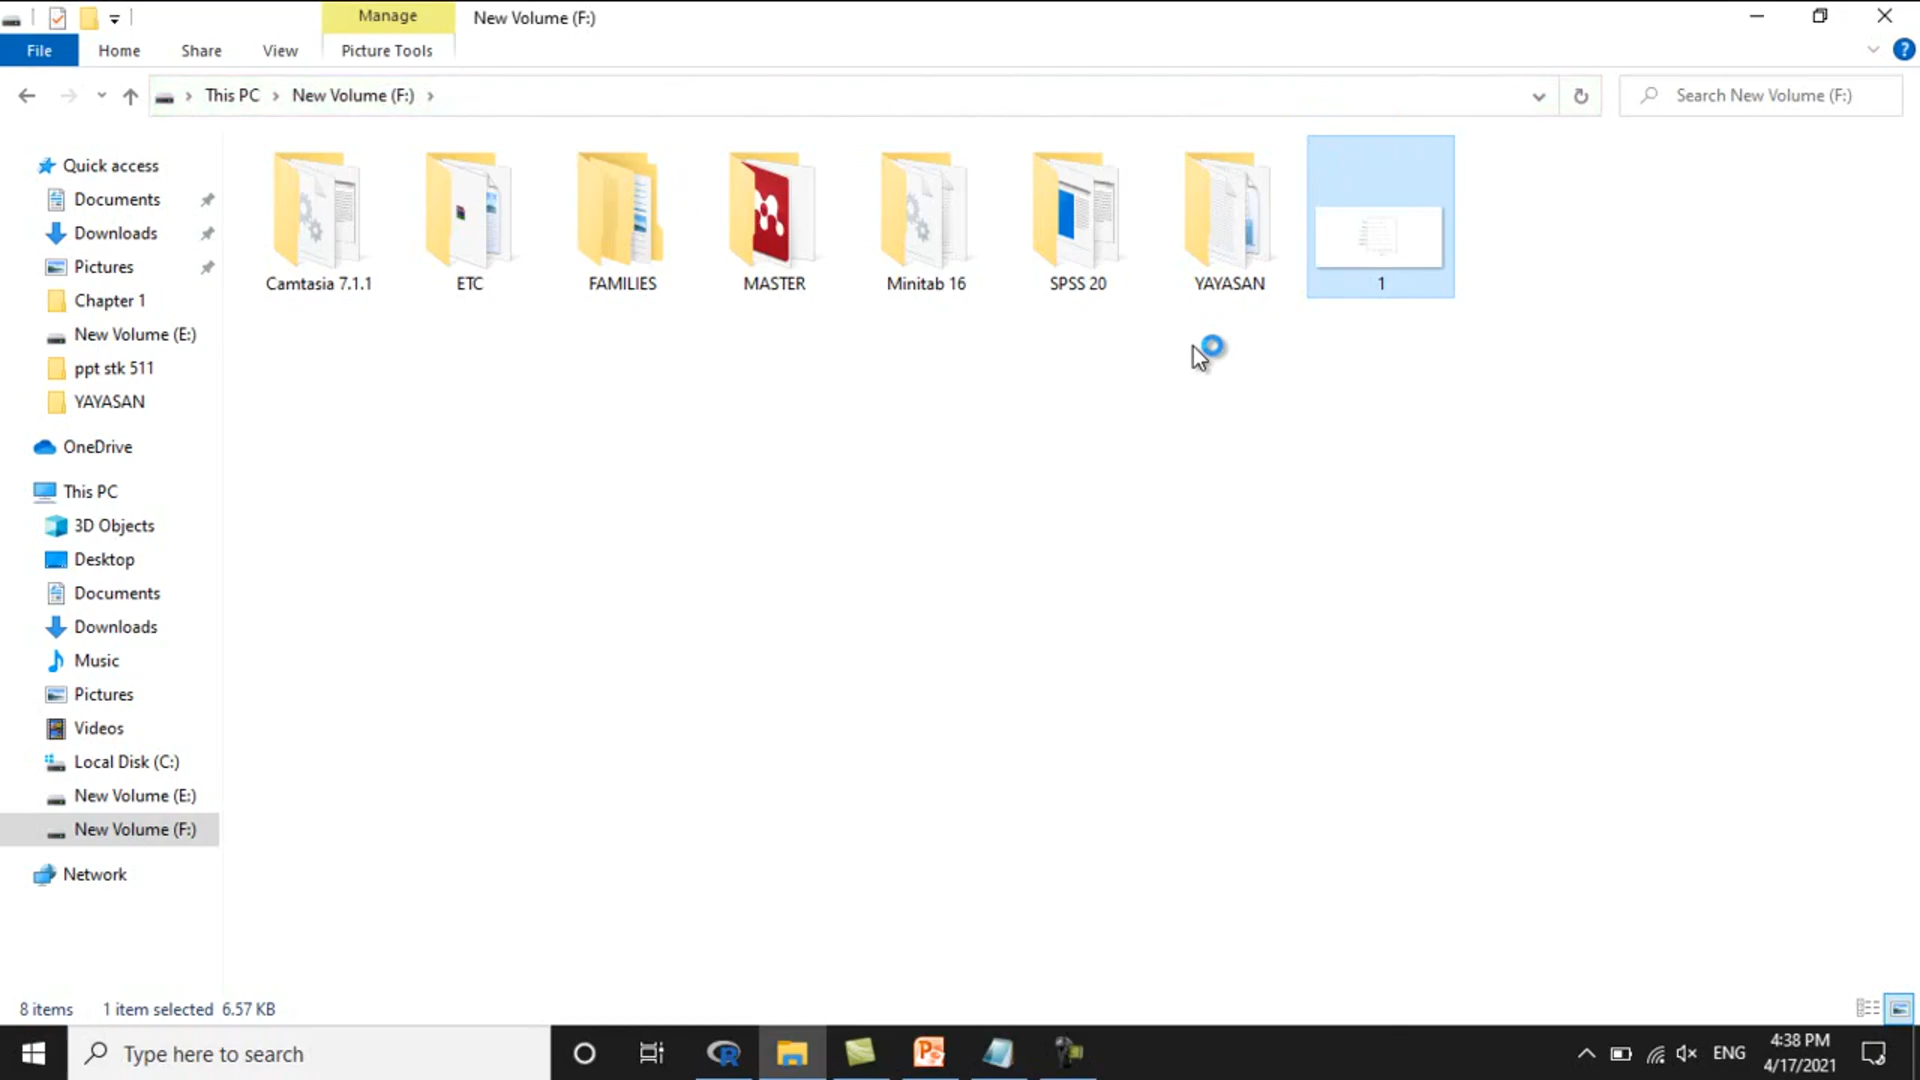 Manage
New Volume (F:)
File
Home
Share
View
Picture Tools
This PC
New Volume (F:)
Search New Volume (F:)
Quick access
Documents
Downloads
Pictures
Chapter 1
New Volume (E:)
ppt stk 511
YAYASAN
OneDrive
This PC
3D Objects
Desktop
Documents
Downloads
Music
Pictures
Videos
Local Disk (C:)
New Volume (E:)
New Volume (F:)
Network
Camtasia 7.1.1
ETC
FAMILIES
MASTER
Minitab 16
SPSS 20
YAYASAN
1
8 items
1 item selected 6.57 KB
Type here to search
ENG
4:38 PM
4/17/2021